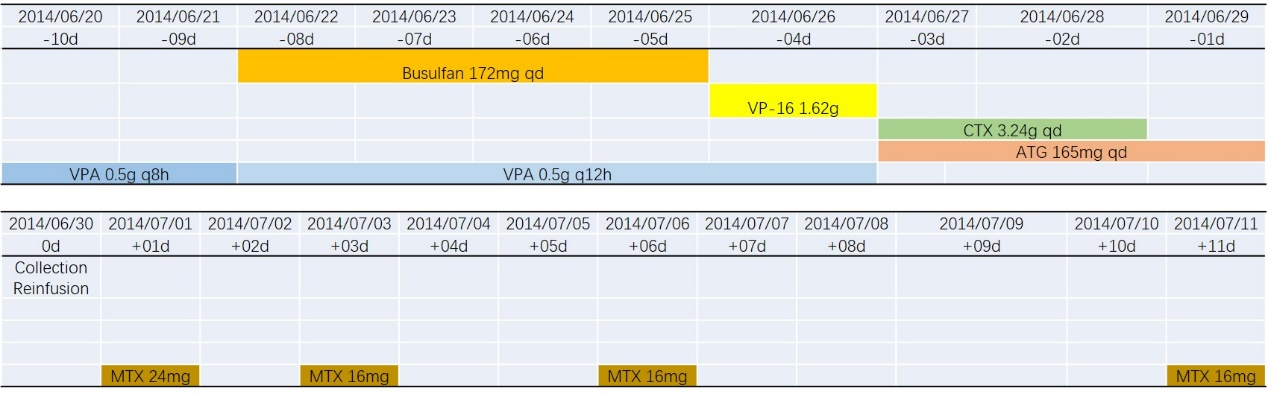 2014/06/20 2014/06/21 2014/06/22 2014/06/23 2014/06/24 2014/06/25 2014/06/26 2014/06/27 2014/06/28 2014/06/29
-10d -09d -08d -07d -06d -05d -04d -03d -02d -01d
Busulfan 172mg qd
VP-16 1.62g
CTX 3.24g qd
ATG 165mg qd
VPA 0.5g q8h VPA 0.5g q12h
2014/06/30 2014/07/01 2014/07/02 2014/07/03 2014/07/04 2014/07/05 2014/07/06 2014/07/07 2014/07/08 2014/07/09 2014/07/10 2014/07/11
0d +01d +02d +03d +04d +05d +06d +07d +08d +09d +10d +11d
Collection
Reinfusion
MTX 24mg MTX 16mg MTX 16mg MTX 16mg